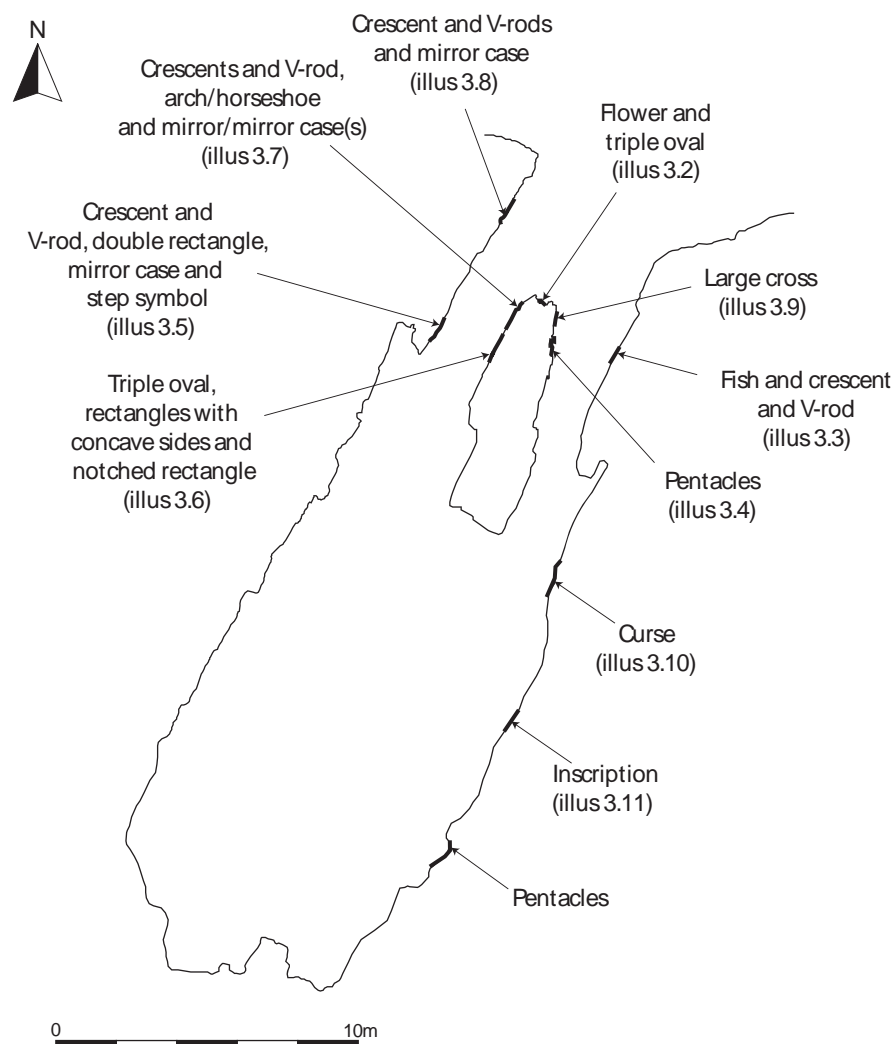 N
Crescent and V-rods
and mirror case
(illus 3.8)
Crescents and V-rod,
arch/horseshoe
and mirror/mirror case(s)
(illus 3.7)
Flower and
triple oval
(illus 3.2)
Crescent and
V-rod, double rectangle,
mirror case and
step symbol
(illus 3.5)
Large cross
(illus 3.9)
Triple oval,
rectangles with
concave sides and
notched rectangle
(illus 3.6)
Fish and crescent
and V-rod
(illus 3.3)
Pentacles
(illus 3.4)
Curse
(illus 3.10)
Inscription
(illus 3.11)
Pentacles
0 10m